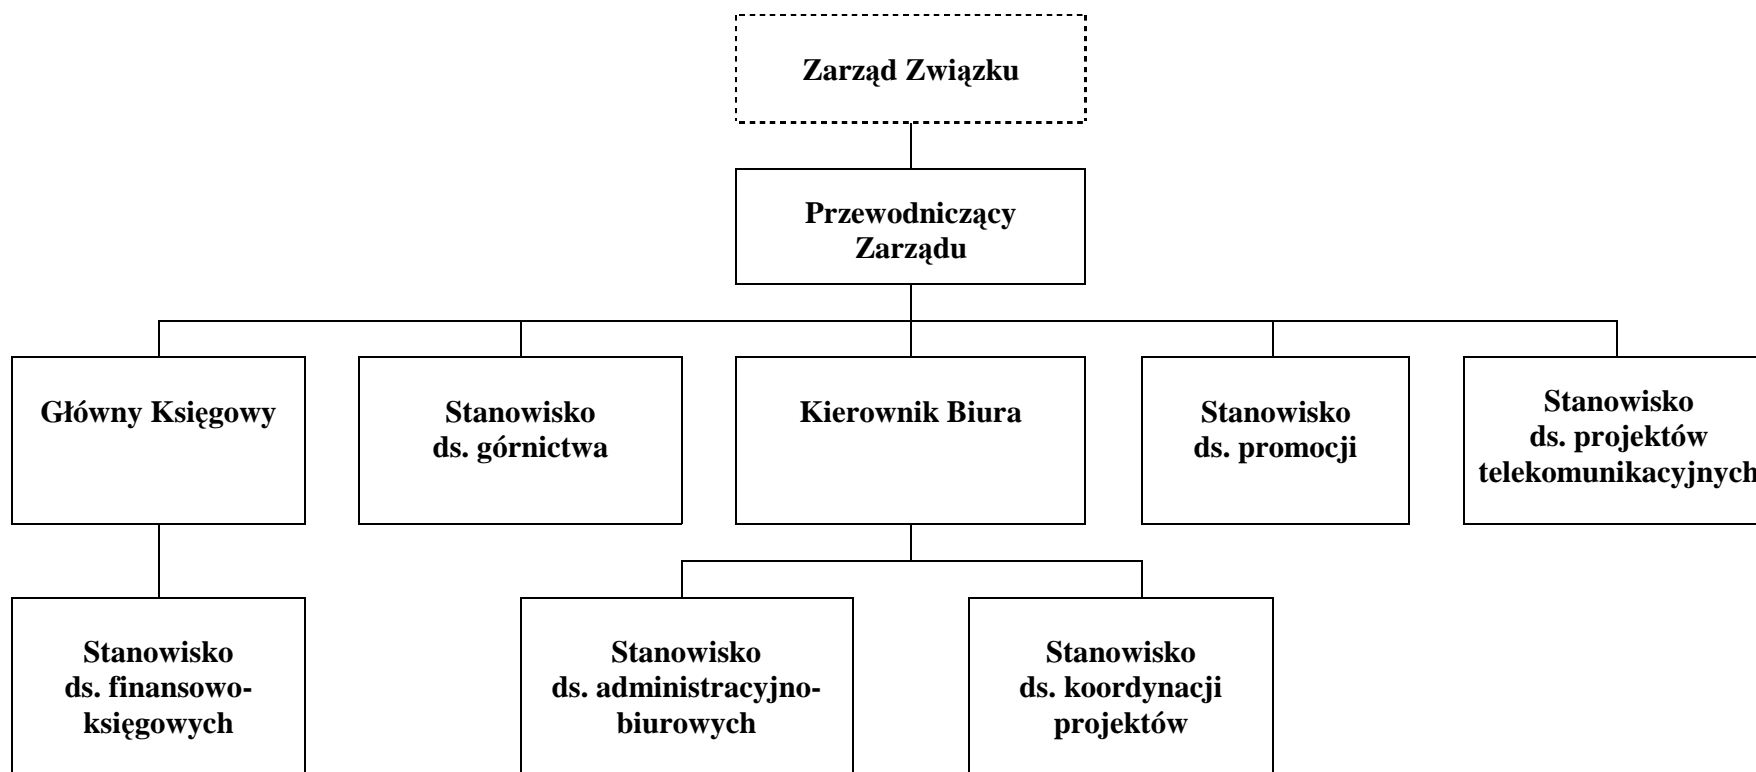 Zarząd Związku
Przewodniczący
Zarządu
Główny Księgowy
Stanowisko
ds. górnictwa
Kierownik Biura
Stanowisko
ds. promocji
Stanowisko
ds. projektów
telekomunikacyjnych
Stanowisko
ds. finansowo-
księgowych
Stanowisko
ds. administracyjno-
biurowych
Stanowisko
ds. koordynacji
projektów